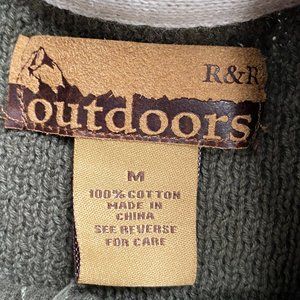 R&R
outdoors
M
100% COTTON
MADE IN
CHINA
SEE REVERSE
FOR CARE